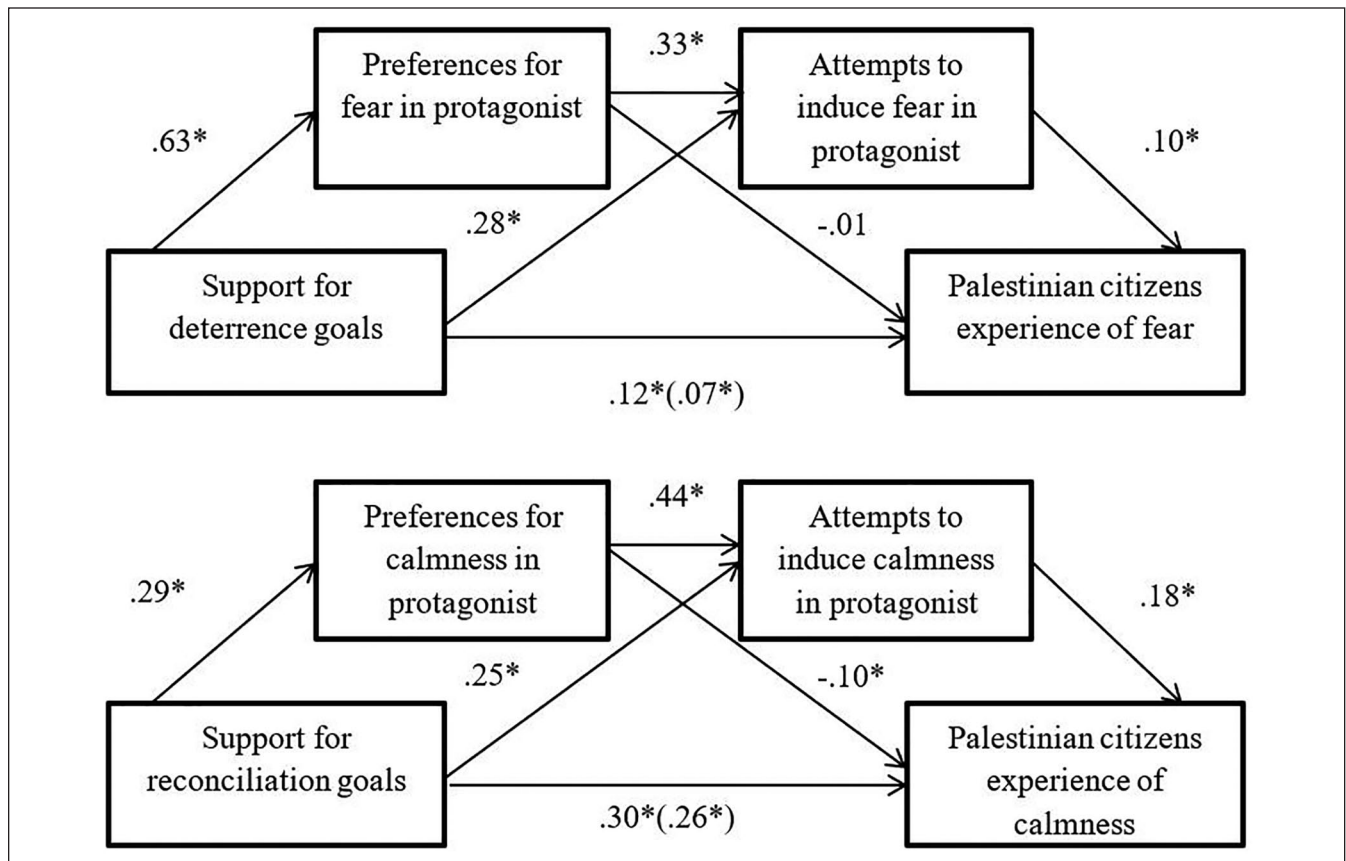 Preferences for
fear in protagonist
.33*
Attempts to
induce fear in
protagonist
.63*
.10*
.28*
-.01
Support for
deterrence goals
Palestinian citizens
experience of fear
.12*(.07*)
Preferences for
calmness in
protagonist
.44*
Attempts to
induce calmness
in protagonist
.29*
.18*
.25*
-.10*
Support for
reconciliation goals
Palestinian citizens
experience of
calmness
.30*(.26*)